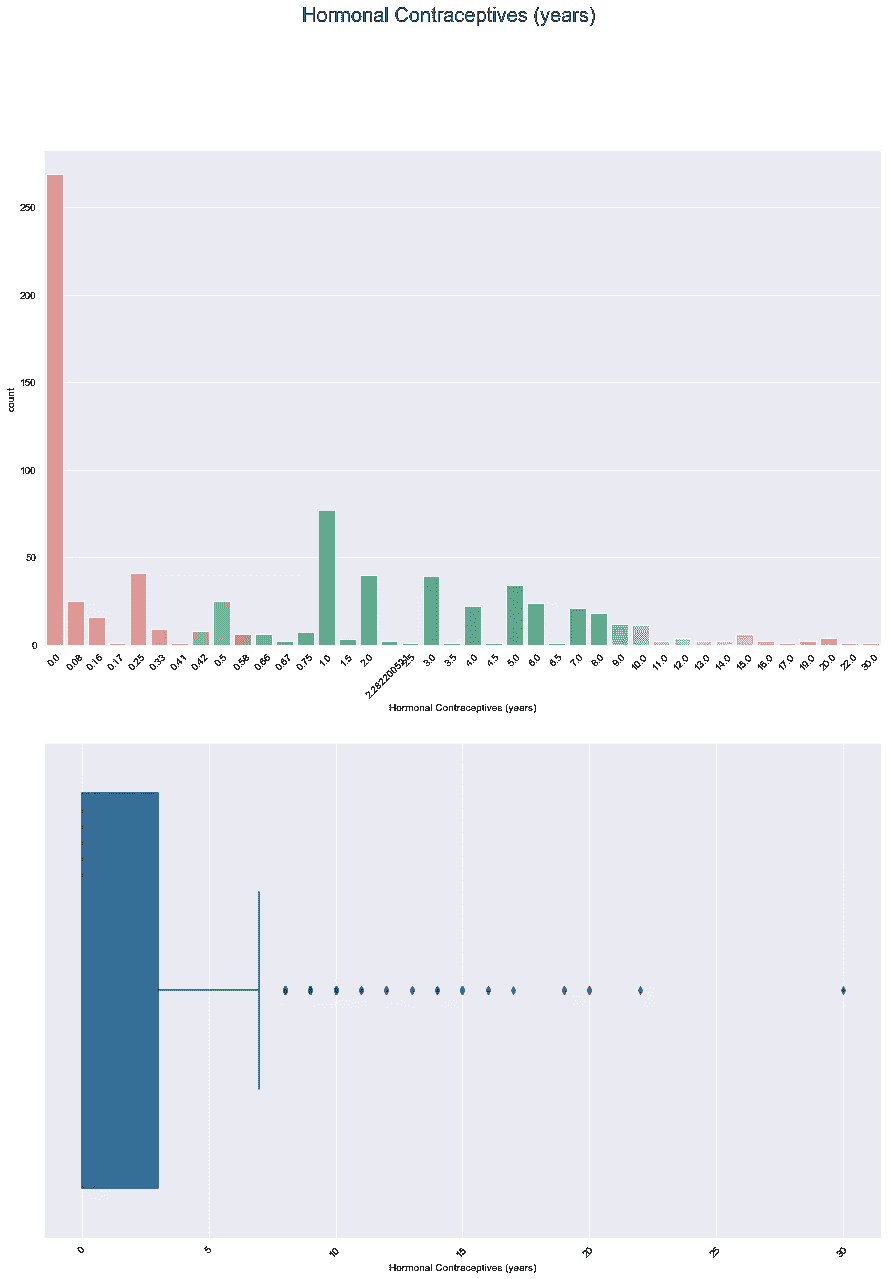 Hormonal Contraceptives (years)
250
200
150
100
50
0
count
0.0 0.08 0.16 0.17 0.25 0.33 0.41 0.42 0.5 0.58 0.66 0.67 0.75 1.0 1.5 2.0 2.5 3.0 3.5 4.0 4.5 5.0 6.0 6.5 7.0 8.0 9.0 10.0 11.0 12.0 13.0 14.0 15.0 16.0 17.0 19.0 20.0 22.0 30.0
Hormonal Contraceptives (years)
0 5 10 15 20 25 30
Hormonal Contraceptives (years)